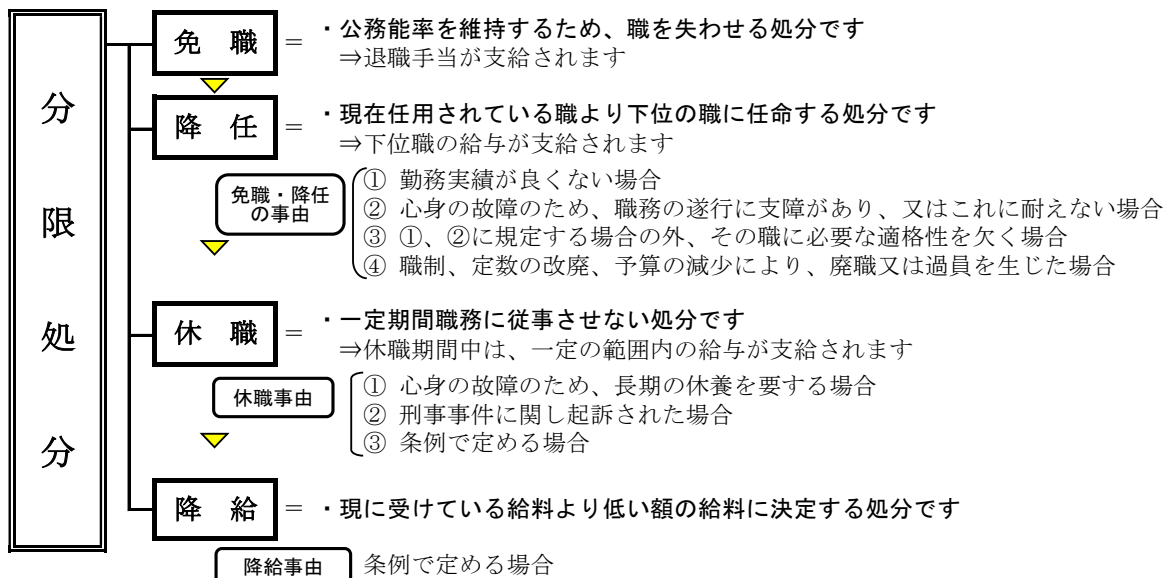 分限処分
免職 = ・公務能率を維持するため、職を失わせる処分です
⇒退職手当が支給されます
降任 = ・現在任用されている職より下位の職に任命する処分です
⇒下位職の給与が支給されます
免職・降任
の事由
① 勤務実績が良くない場合
② 心身の故障のため、職務の遂行に支障があり、又はこれに耐えない場合
③ ①、②に規定する場合の外、その職に必要な適格性を欠く場合
④ 職制、定数の改廃、予算の減少により、廃職又は過員を生じた場合
休職 = ・一定期間職務に従事させない処分です
⇒休職期間中は、一定の範囲内の給与が支給されます
休職事由
① 心身の故障のため、長期の休養を要する場合
② 刑事事件に関し起訴された場合
③ 条例で定める場合
降給 = ・現に受けている給料より低い額の給料に決定する処分です
降給事由 条例で定める場合